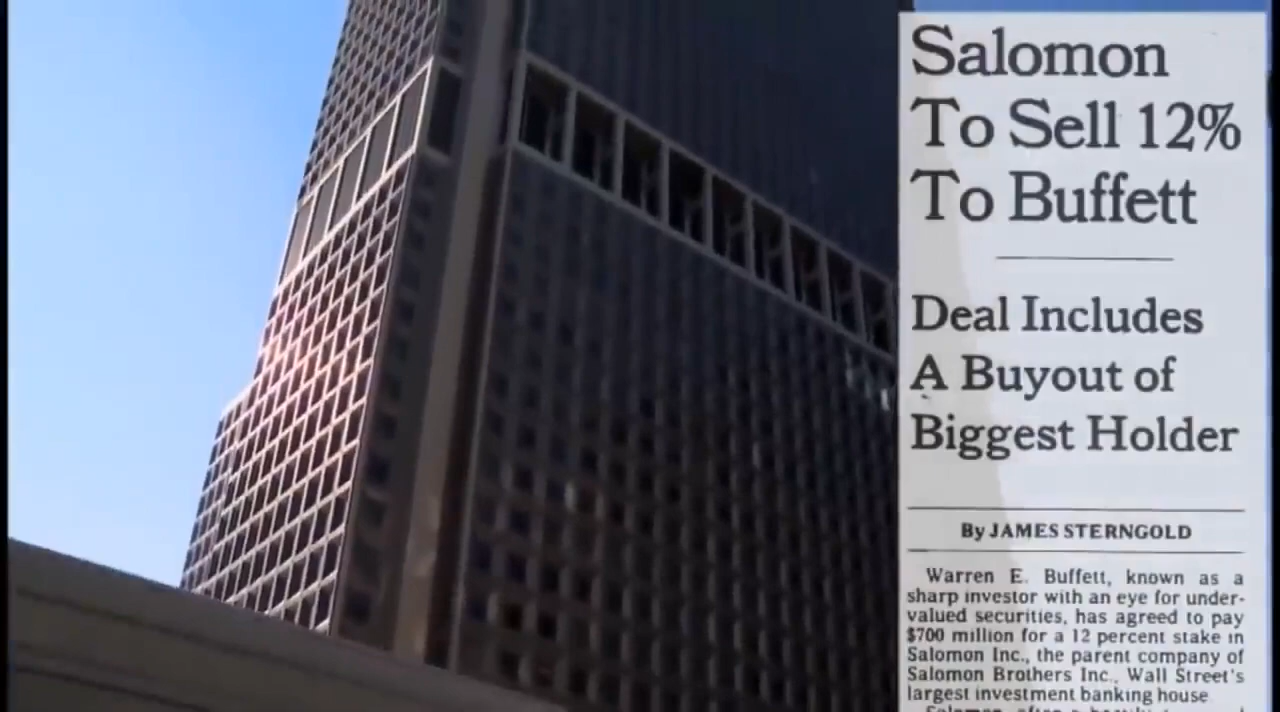 Salomon
To Sell 12%
To Buffett
Deal Includes
A Buyout of
Biggest Holder
By JAMES STERNGOLD
Warren E. Buffett, known as a
sharp investor with an eye for under-
valued securities, has agreed to pay
$700 million for a 12 percent stake in
Salomon Inc., the parent company of
Salomon Brothers Inc., Wall Street's
largest investment banking house